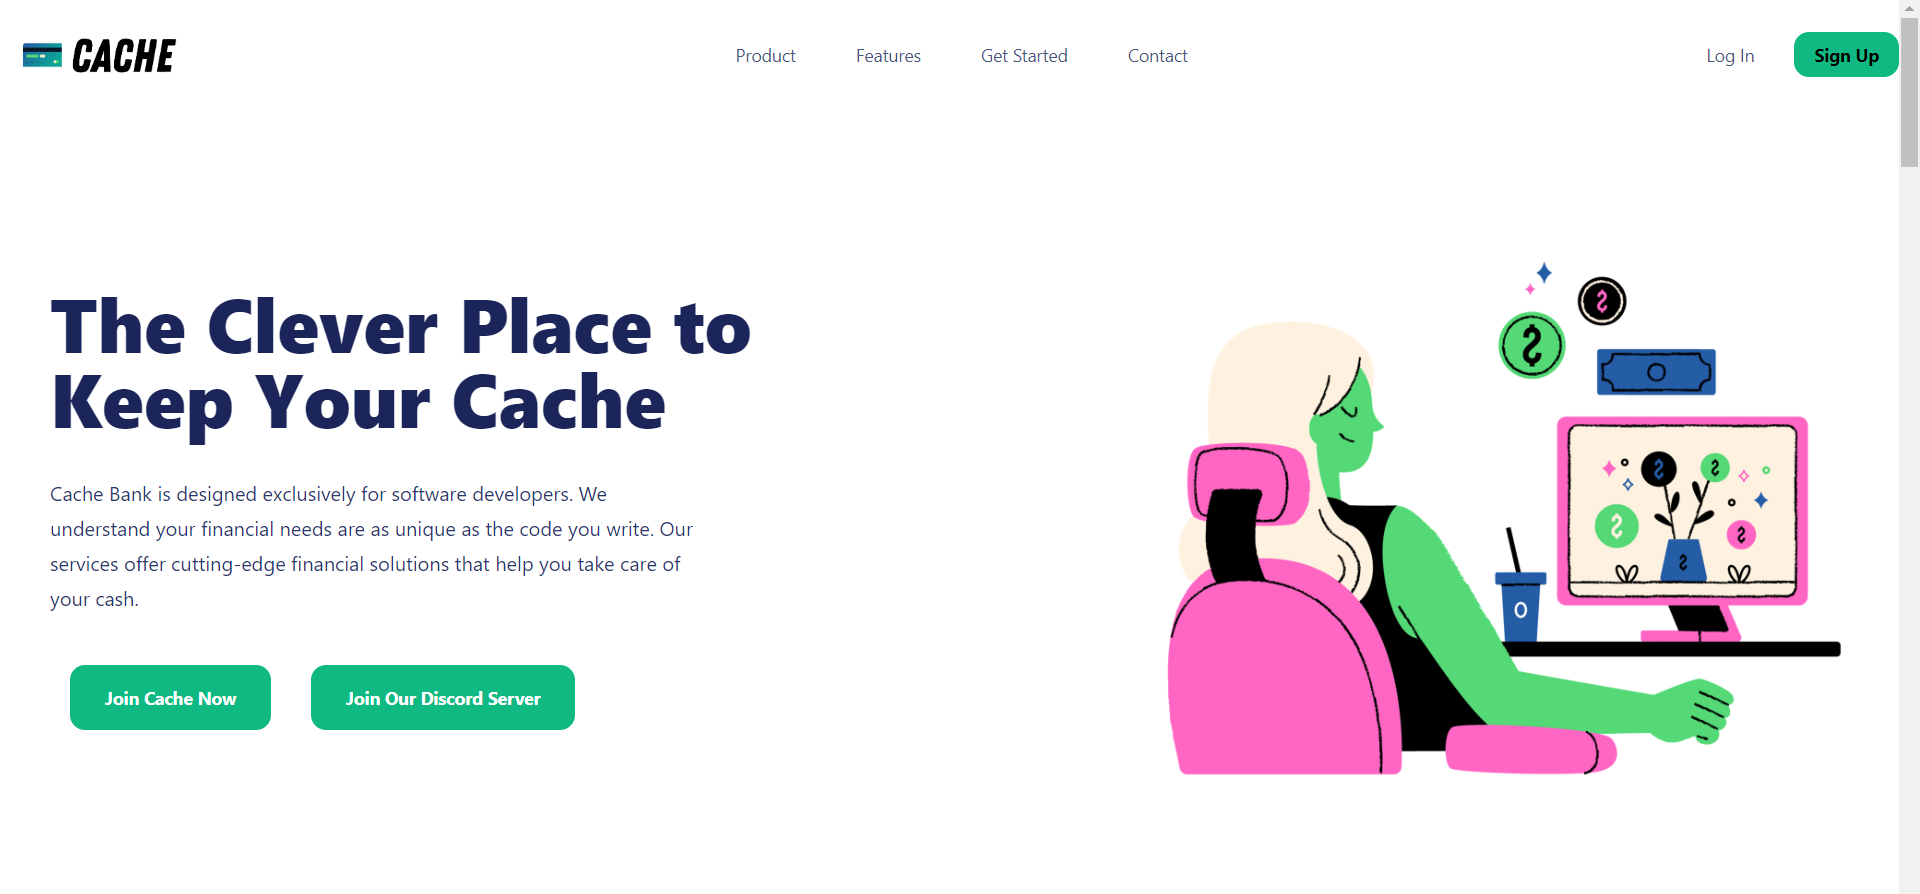 CACHE
Product
Features
Get Started
Contact
Log In
Sign Up
The Clever Place to
Keep Your Cache
Cache Bank is designed exclusively for software developers. We
understand your financial needs are as unique as the code you write. Our
services offer cutting-edge financial solutions that help you take care of
your cash.
Join Cache Now
Join Our Discord Server